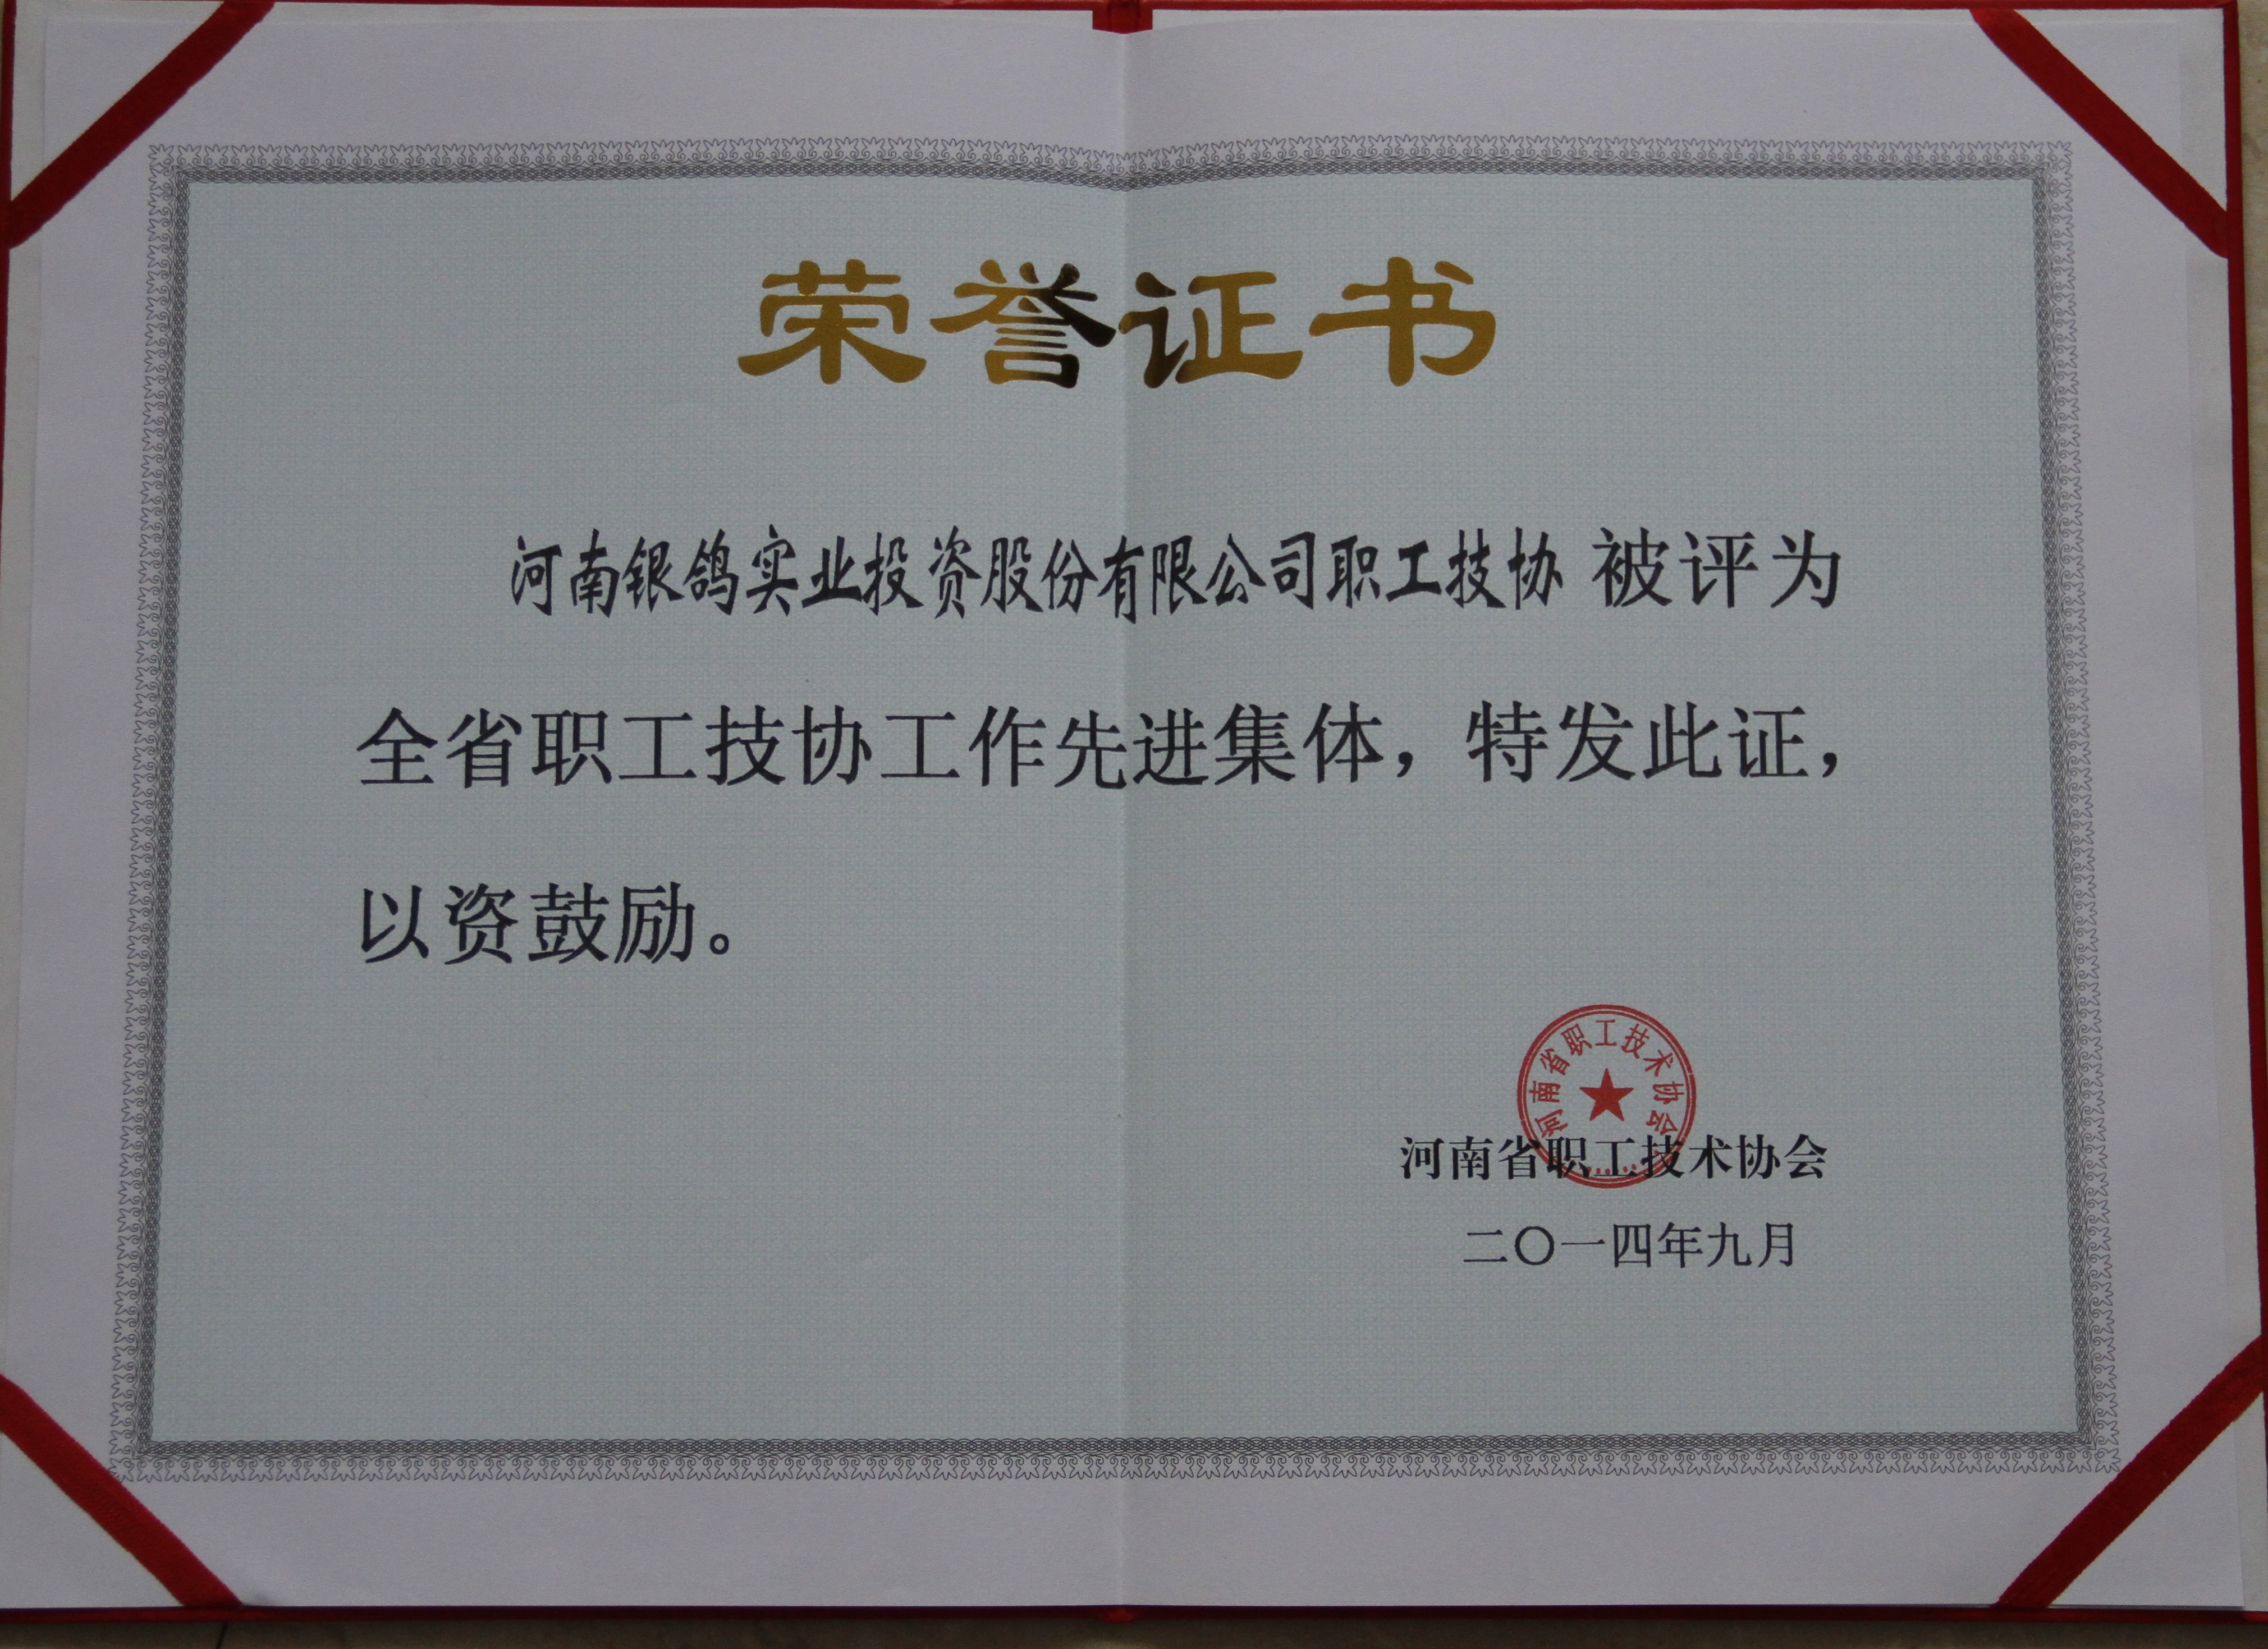 荣誉证书
河南银鸽实业投资股份有限公司职工技协 被评为
全省职工技协工作先进集体，特发此证，
以资鼓励。
河南省职工技术协会
河南省职工技术协会
二〇一四年九月